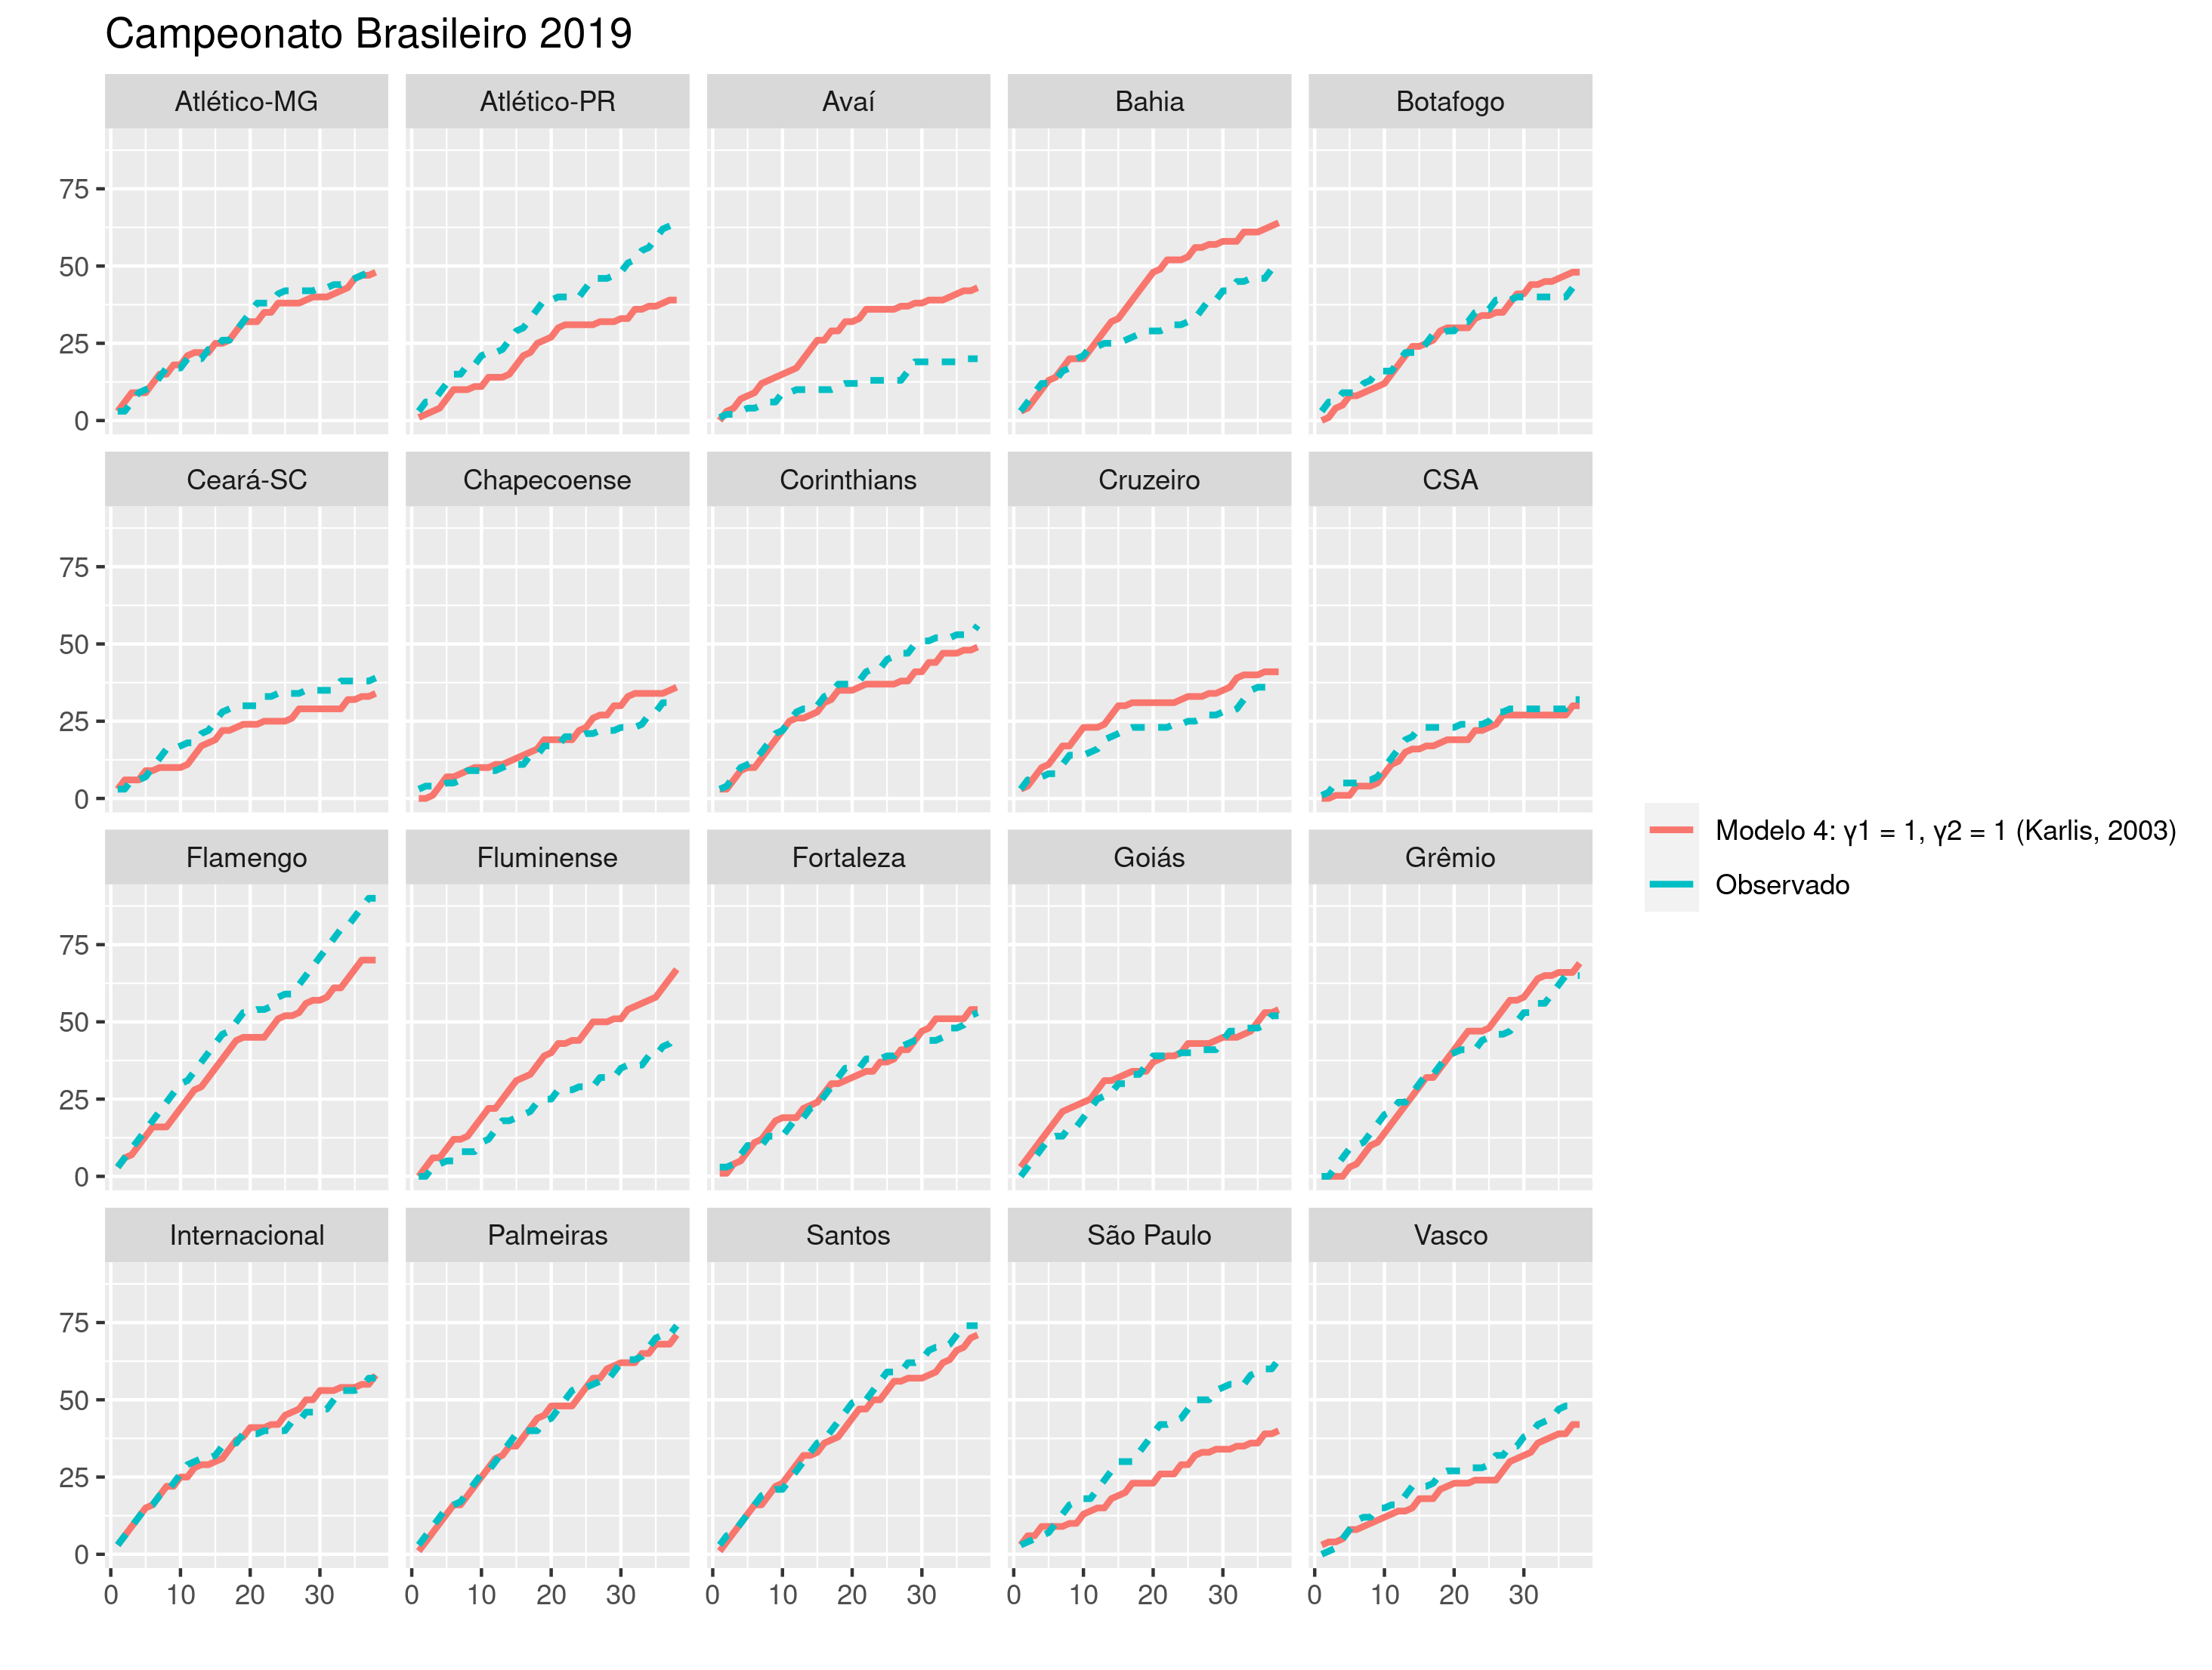 Campeonato Brasileiro 2019
Atlético-MG Atlético-PR Avaí Bahia Botafogo
75
50
25
0
Ceará-SC Chapecoense Corinthians Cruzeiro CSA
75
50
25
0
Flamengo Fluminense Fortaleza Goiás Grêmio
75
50
25
0
Internacional Palmeiras Santos São Paulo Vasco
75
50
25
0
0 10 20 30 0 10 20 30 0 10 20 30 0 10 20 30 0 10 20 30
Modelo 4: γ1 = 1, γ2 = 1 (Karlis, 2003)
Observado